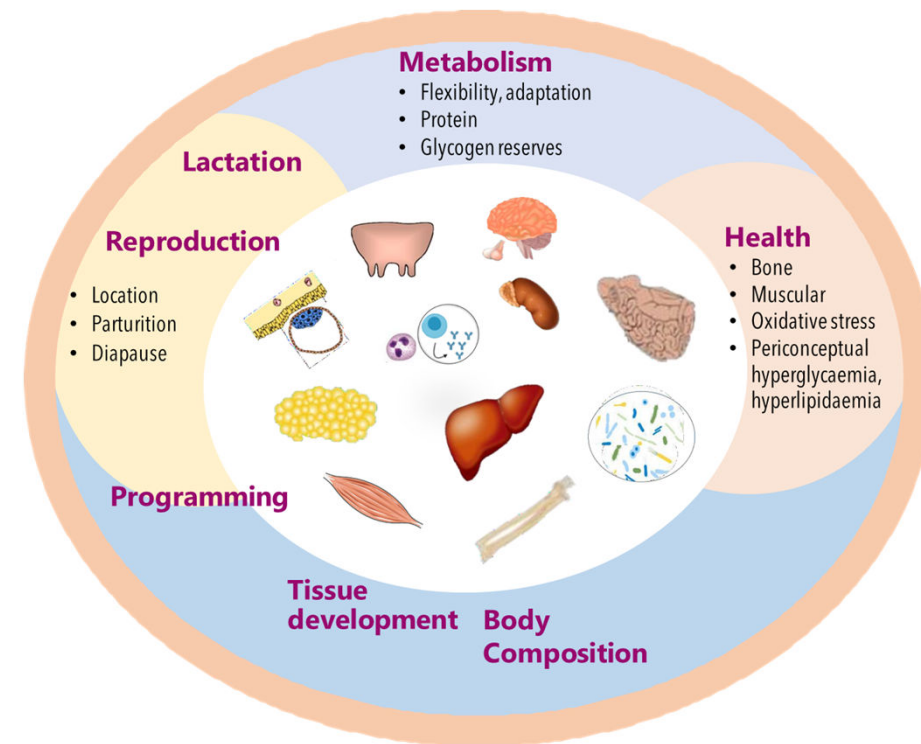 Metabolism
• Flexibility, adaptation
• Protein
• Glycogen reserves
Lactation
Reproduction
• Location
• Parturition
• Diapause
Health
• Bone
• Muscular
• Oxidative stress
• Periconceptual
hyperglycaemia,
hyperlipidaemia
Programming
Tissue
development
Body
Composition